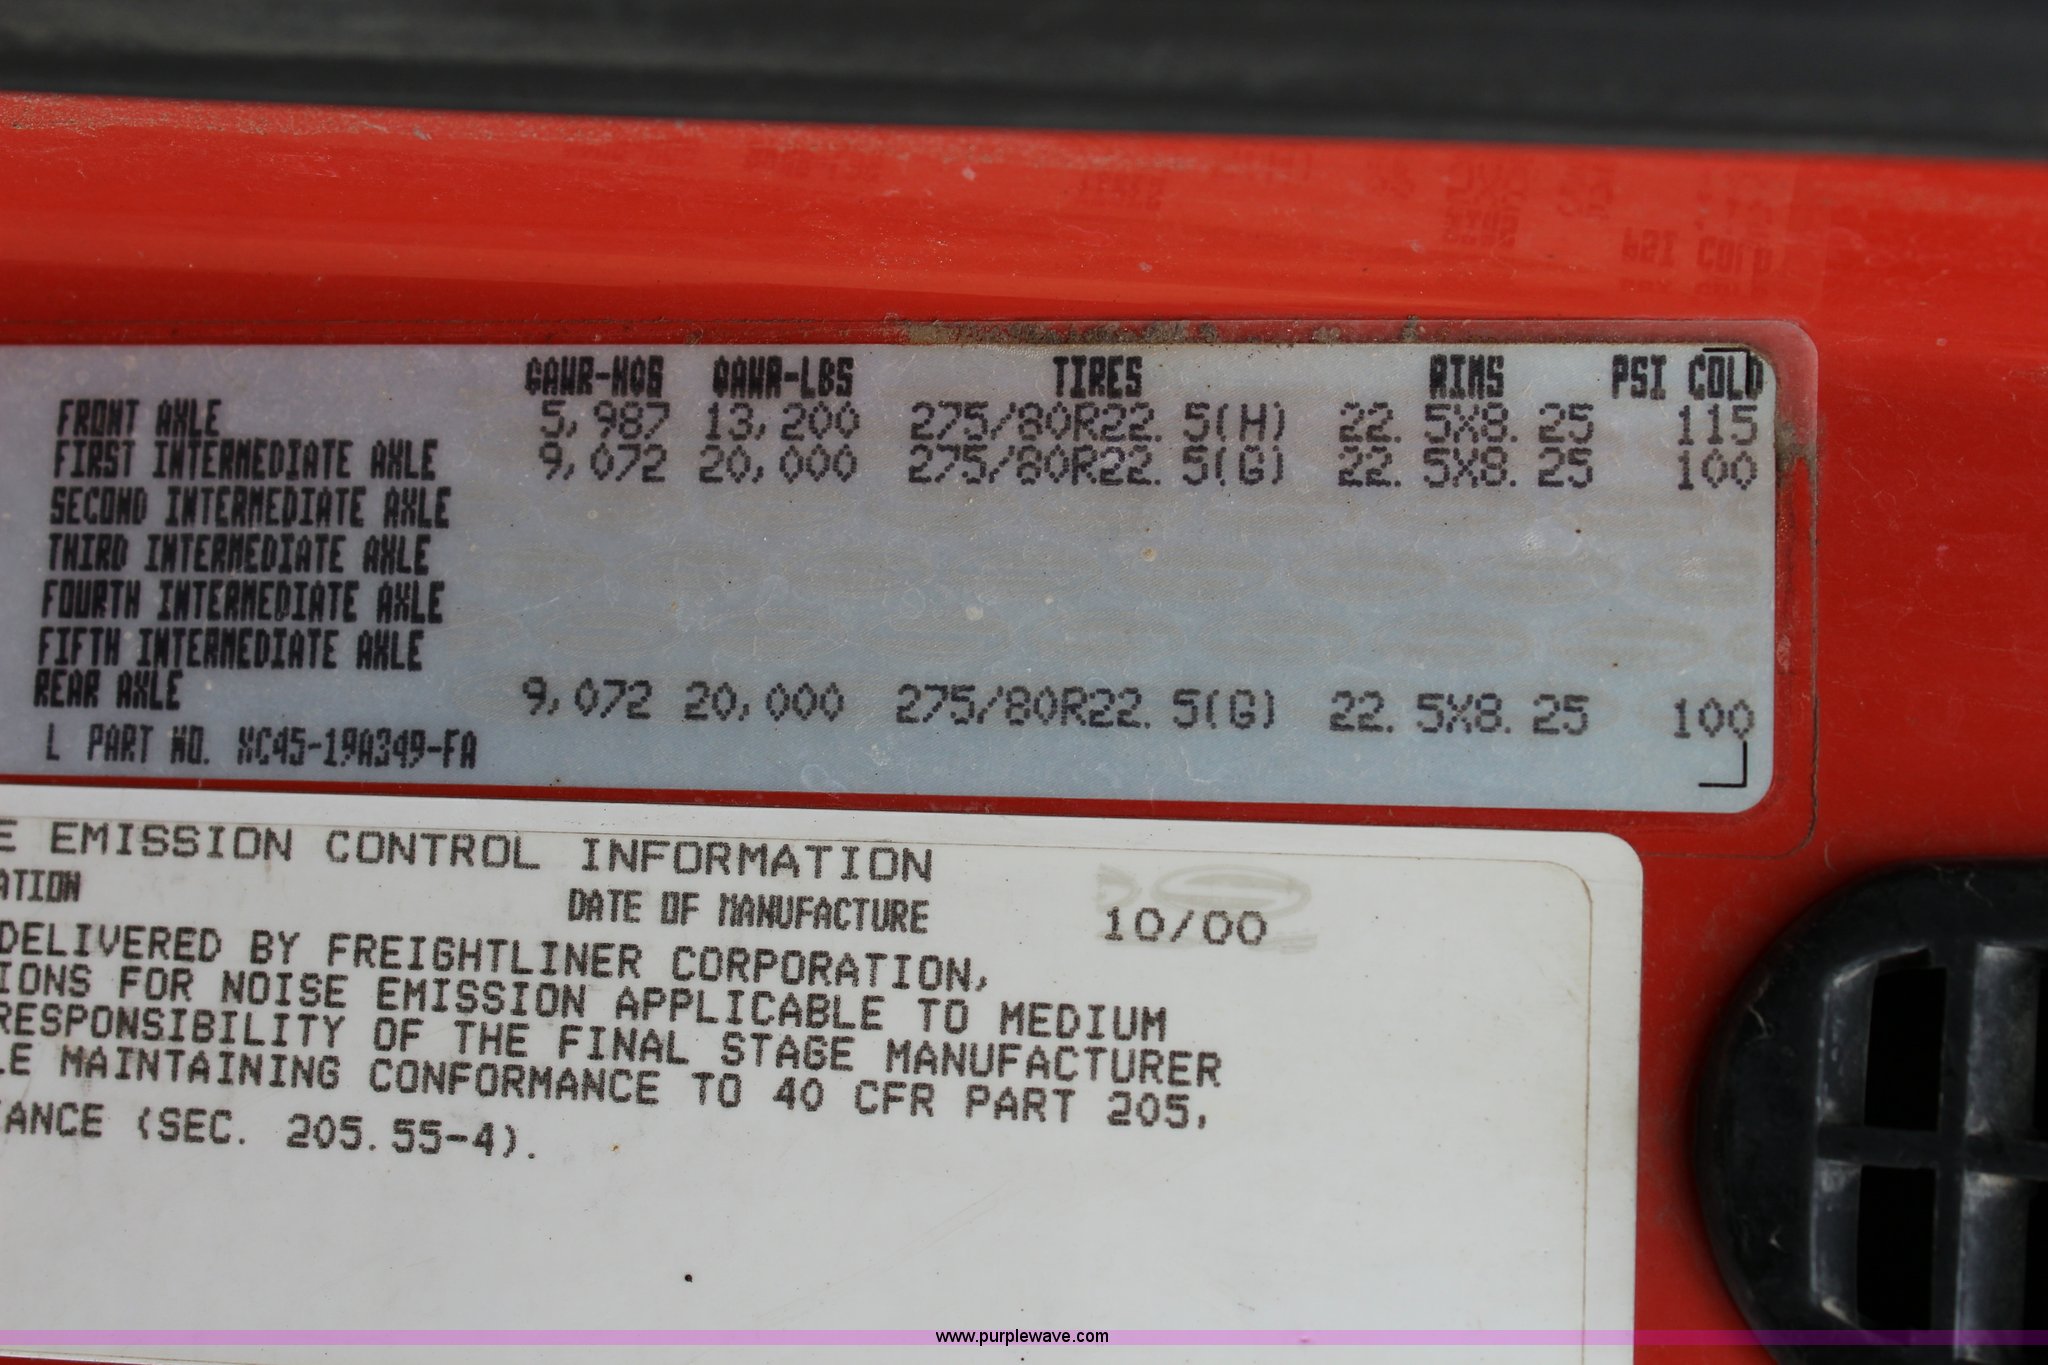 GAWR-KGS GAWR-LBS TIRES RIMS PSI COLD
FRONT AXLE 5,987 13,200 275/80R22.5(H) 22.5X8.25 115
FIRST INTERMEDIATE AXLE 9,072 20,000 275/80R22.5(G) 22.5X8.25 100
SECOND INTERMEDIATE AXLE
THIRD INTERMEDIATE AXLE
FOURTH INTERMEDIATE AXLE
FIFTH INTERMEDIATE AXLE
REAR AXLE 9,072 20,000 275/80R22.5(G) 22.5X8.25 100
L PART NO. XC45-19A349-FA
E EMISSION CONTROL INFORMATION
ATION DATE OF MANUFACTURE 10/00
DELIVERED BY FREIGHTLINER CORPORATION,
IONS FOR NOISE EMISSION APPLICABLE TO MEDIUM
RESPONSIBILITY OF THE FINAL STAGE MANUFACTURER
LE MAINTAINING CONFORMANCE TO 40 CFR PART 205,
IANCE (SEC. 205.55-4).
www.purplewave.com